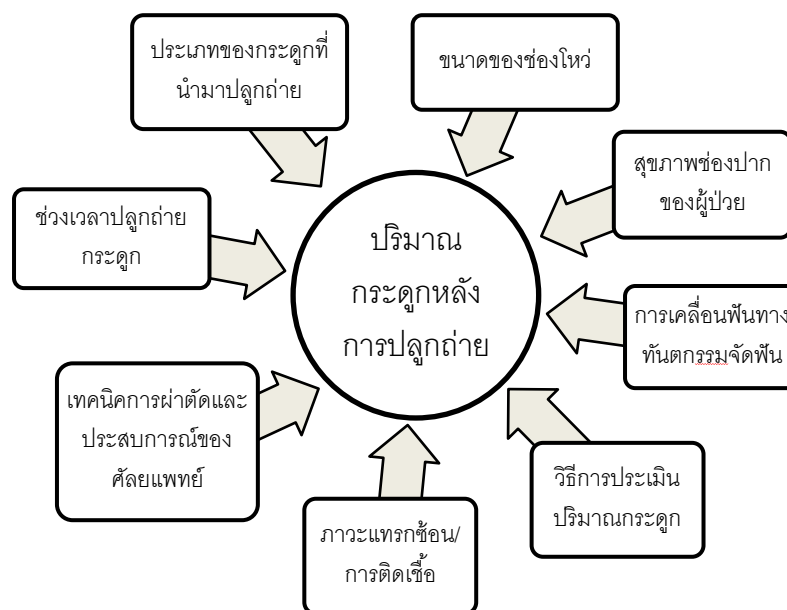 ประเภทของกระดูกที่
นำมาปลูกถ่าย
ขนาดของช่องโหว่
สุขภาพช่องปาก
ของผู้ป่วย
ช่วงเวลาปลูกถ่าย
กระดูก
ปริมาณ
กระดูกหลัง
การปลูกถ่าย
การเคลื่อนฟันทาง
ทันตกรรมจัดฟัน
เทคนิคการผ่าตัดและ
ประสบการณ์ของ
ศัลยแพทย์
วิธีการประเมิน
ปริมาณกระดูก
ภาวะแทรกซ้อน/
การติดเชื้อ